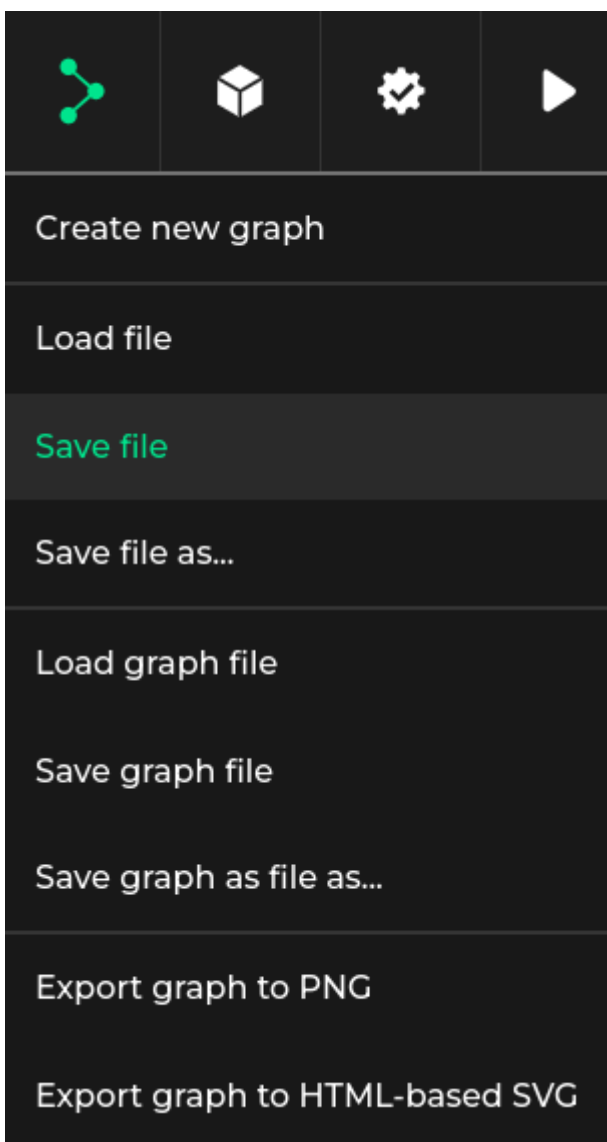 Create new graph
Load file
Save file
Save file as...
Load graph file
Save graph file
Save graph as file as...
Export graph to PNG
Export graph to HTML-based SVG